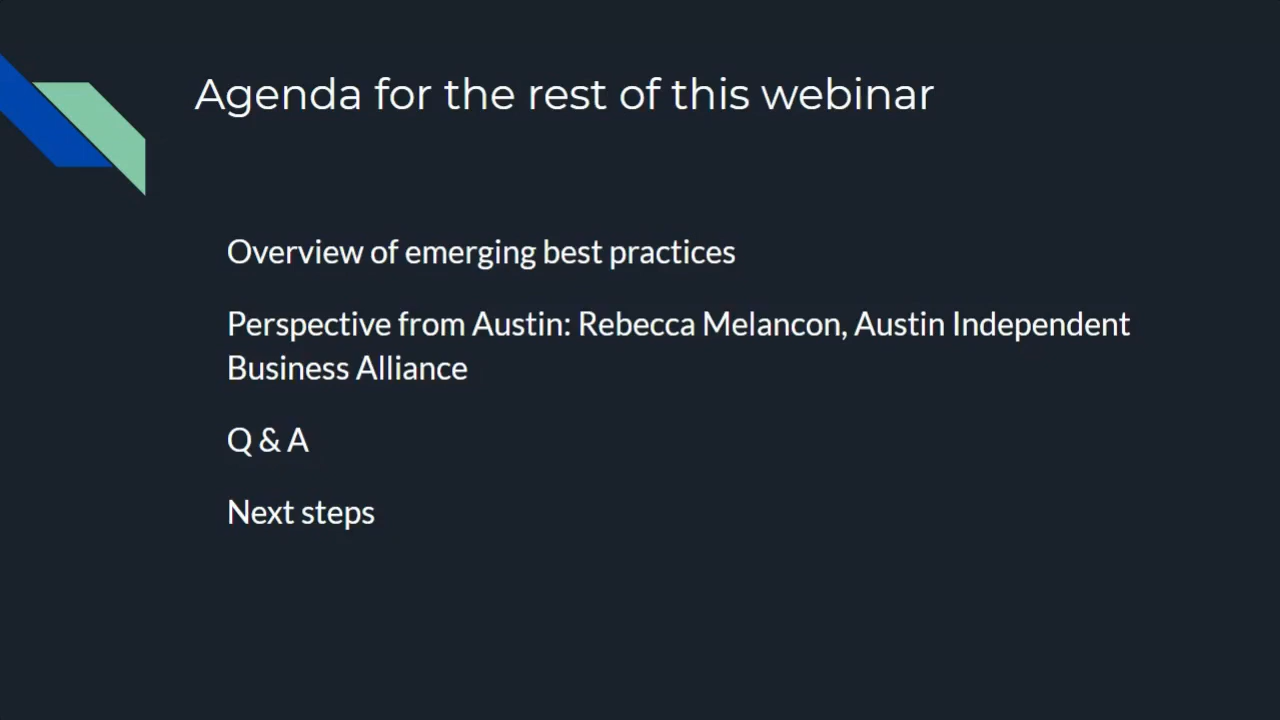 Agenda for the rest of this webinar
Overview of emerging best practices
Perspective from Austin: Rebecca Melancon, Austin Independent
Business Alliance
Q & A
Next steps